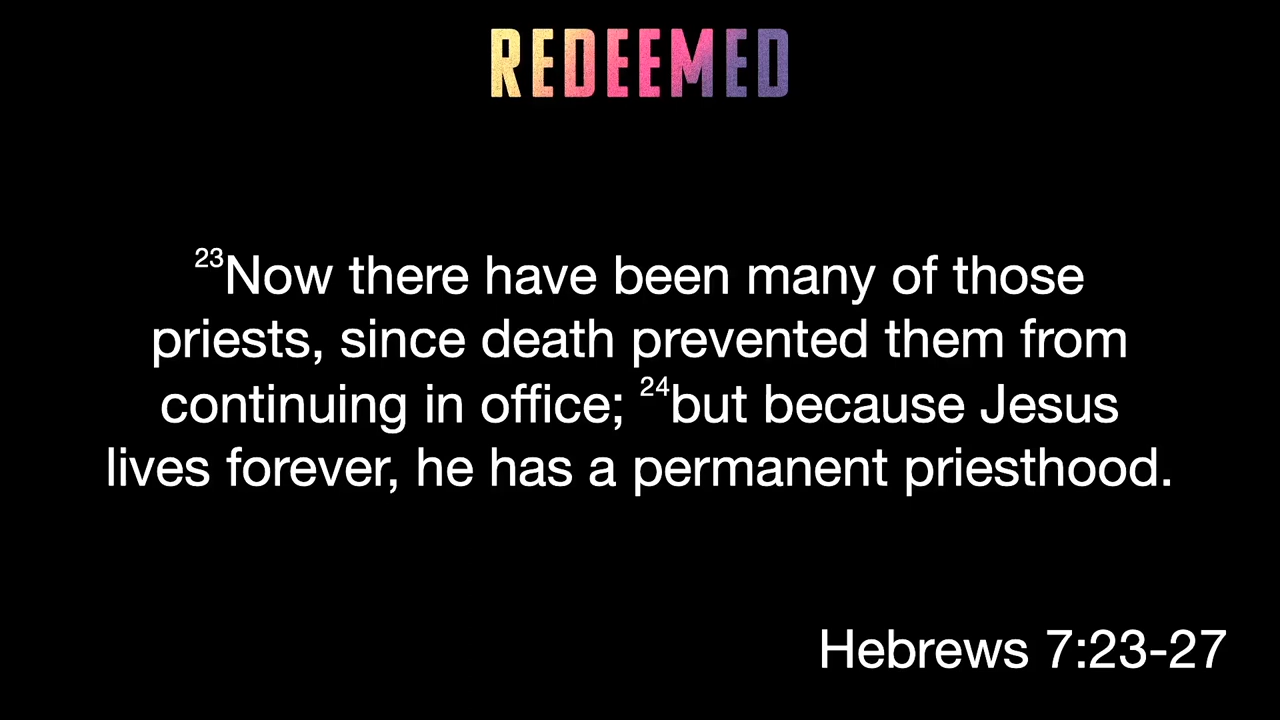 REDEEMED
23Now there have been many of those
priests, since death prevented them from
continuing in office; 24but because Jesus
lives forever, he has a permanent priesthood.
Hebrews 7:23-27